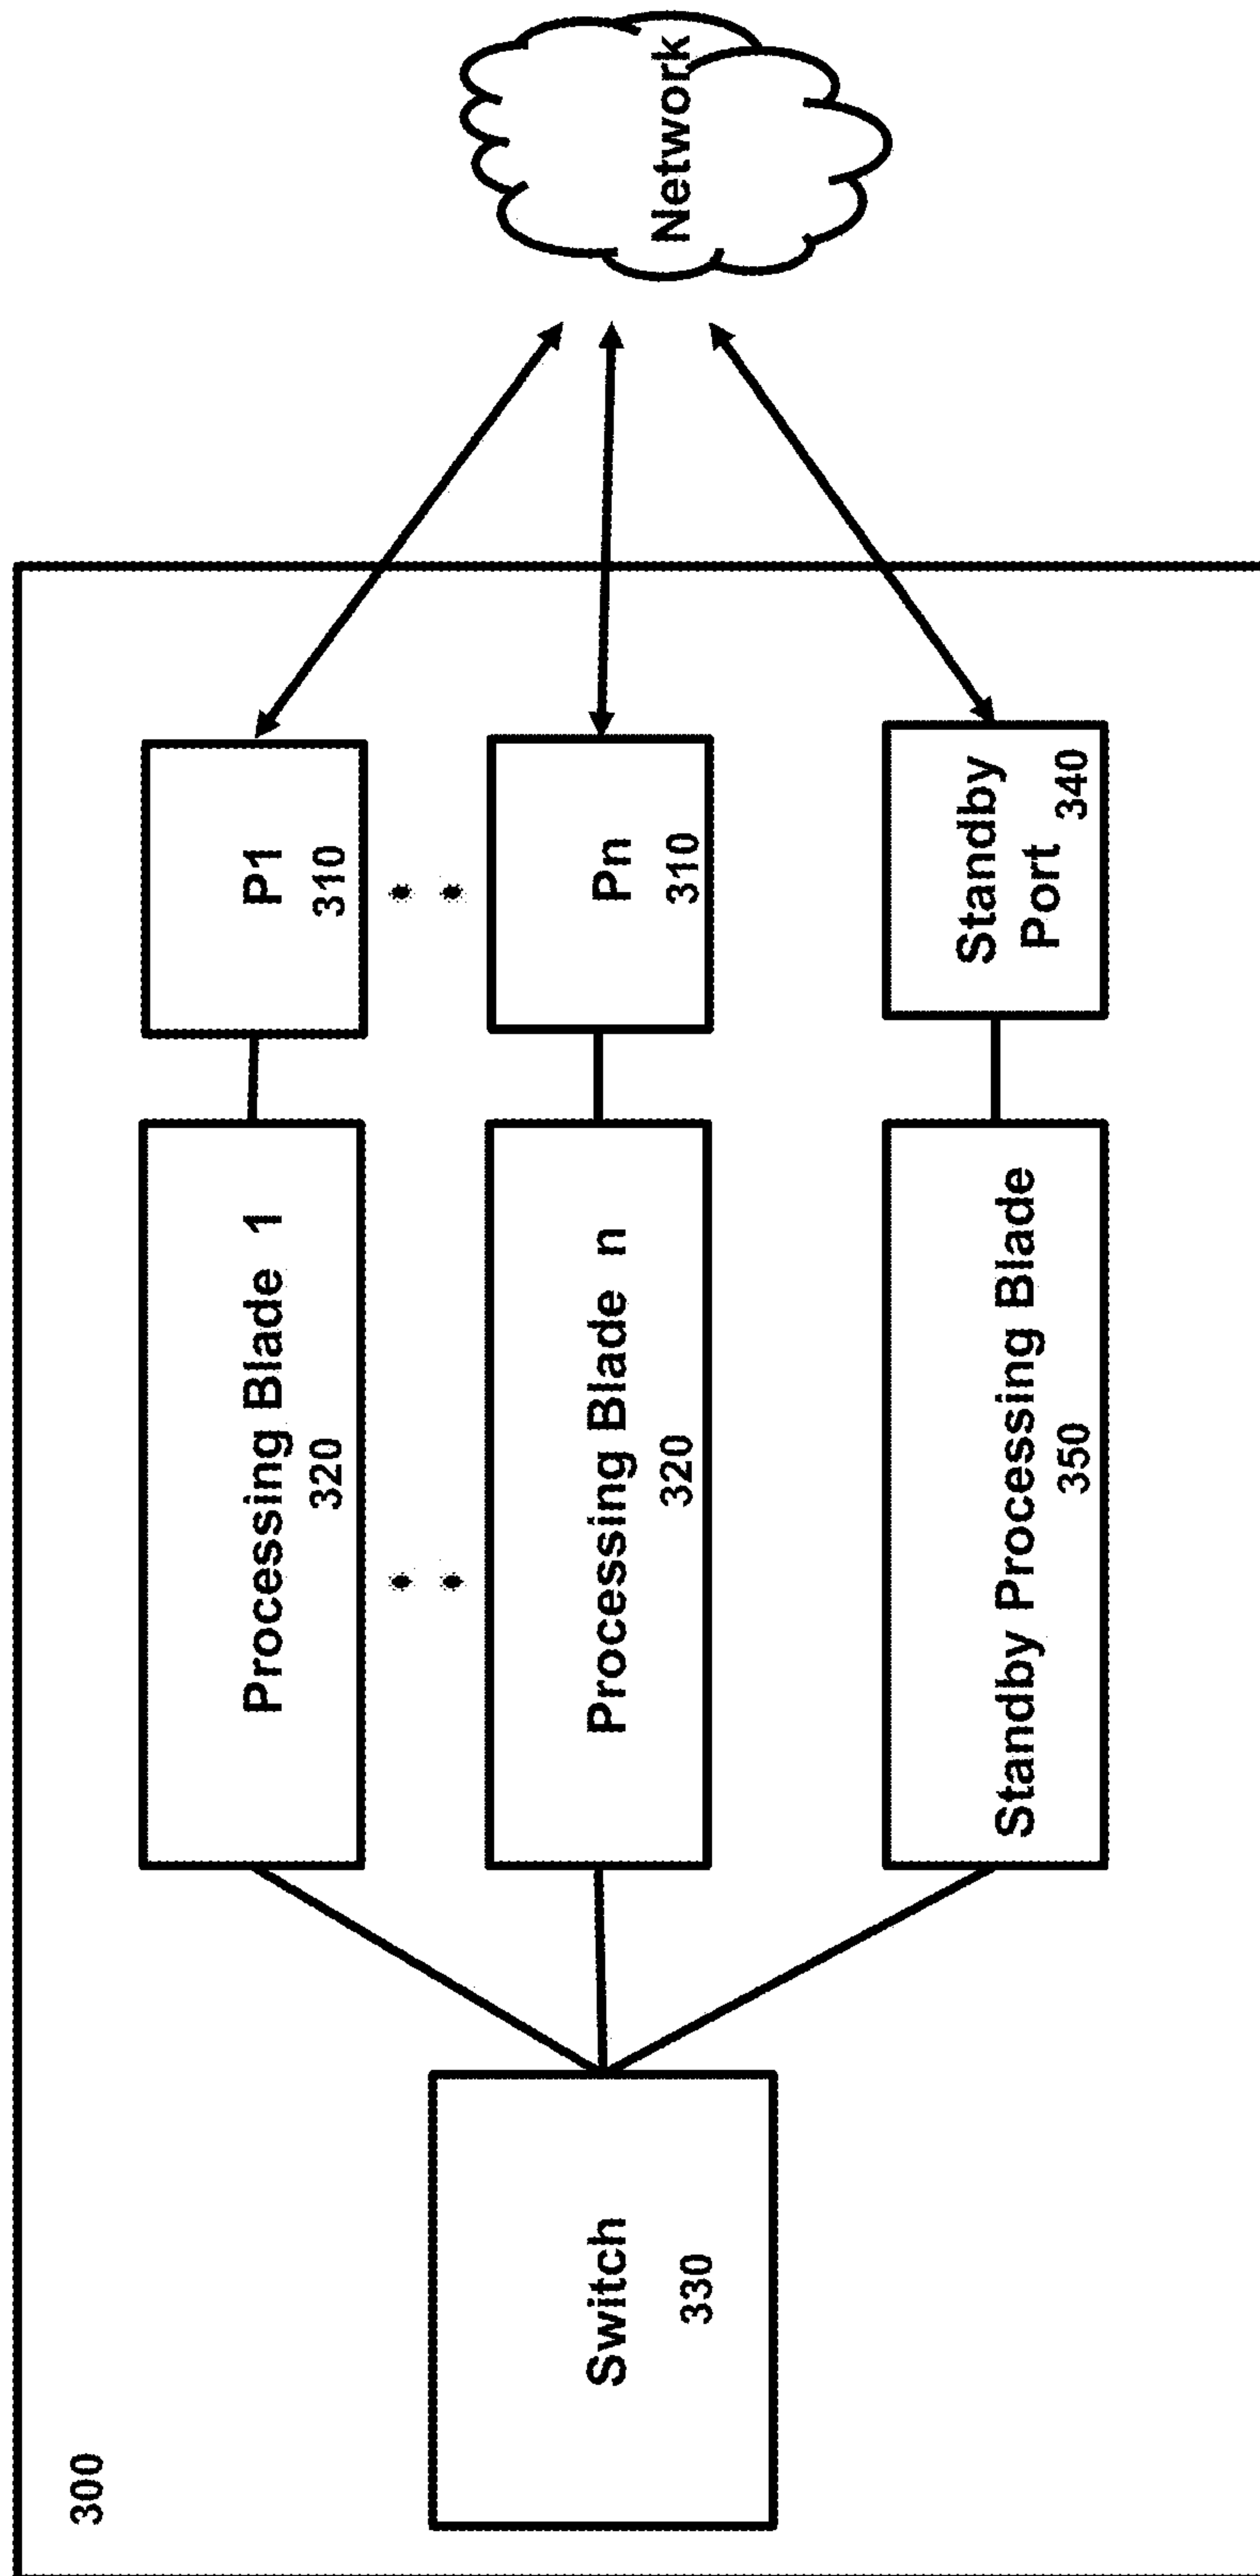 300
Switch
330
Processing Blade 1
320
Processing Blade n
320
Standby Processing Blade
350
P1
310
Pn
310
Standby
Port
340
Network